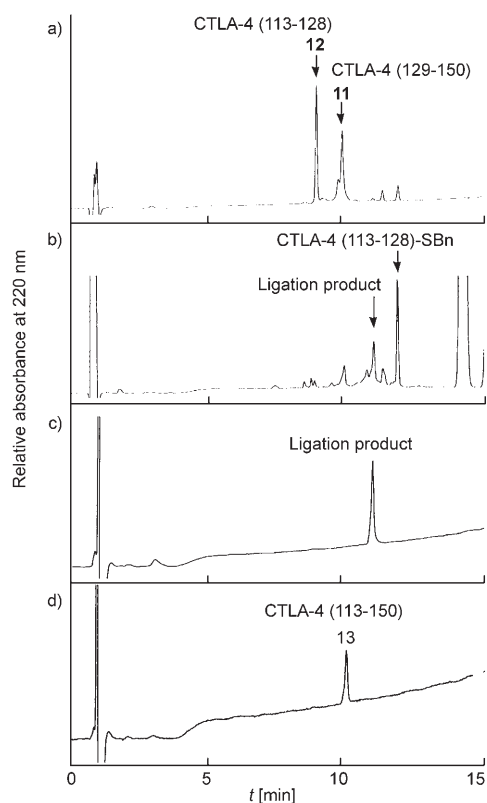 a)
CTLA-4 (113-128)
12
CTLA-4 (129-150)
11
b)
CTLA-4 (113-128)-SBn
Ligation product
c)
Ligation product
d)
CTLA-4 (113-150)
13
Relative absorbance at 220 nm
0 5 10 15
t [min]